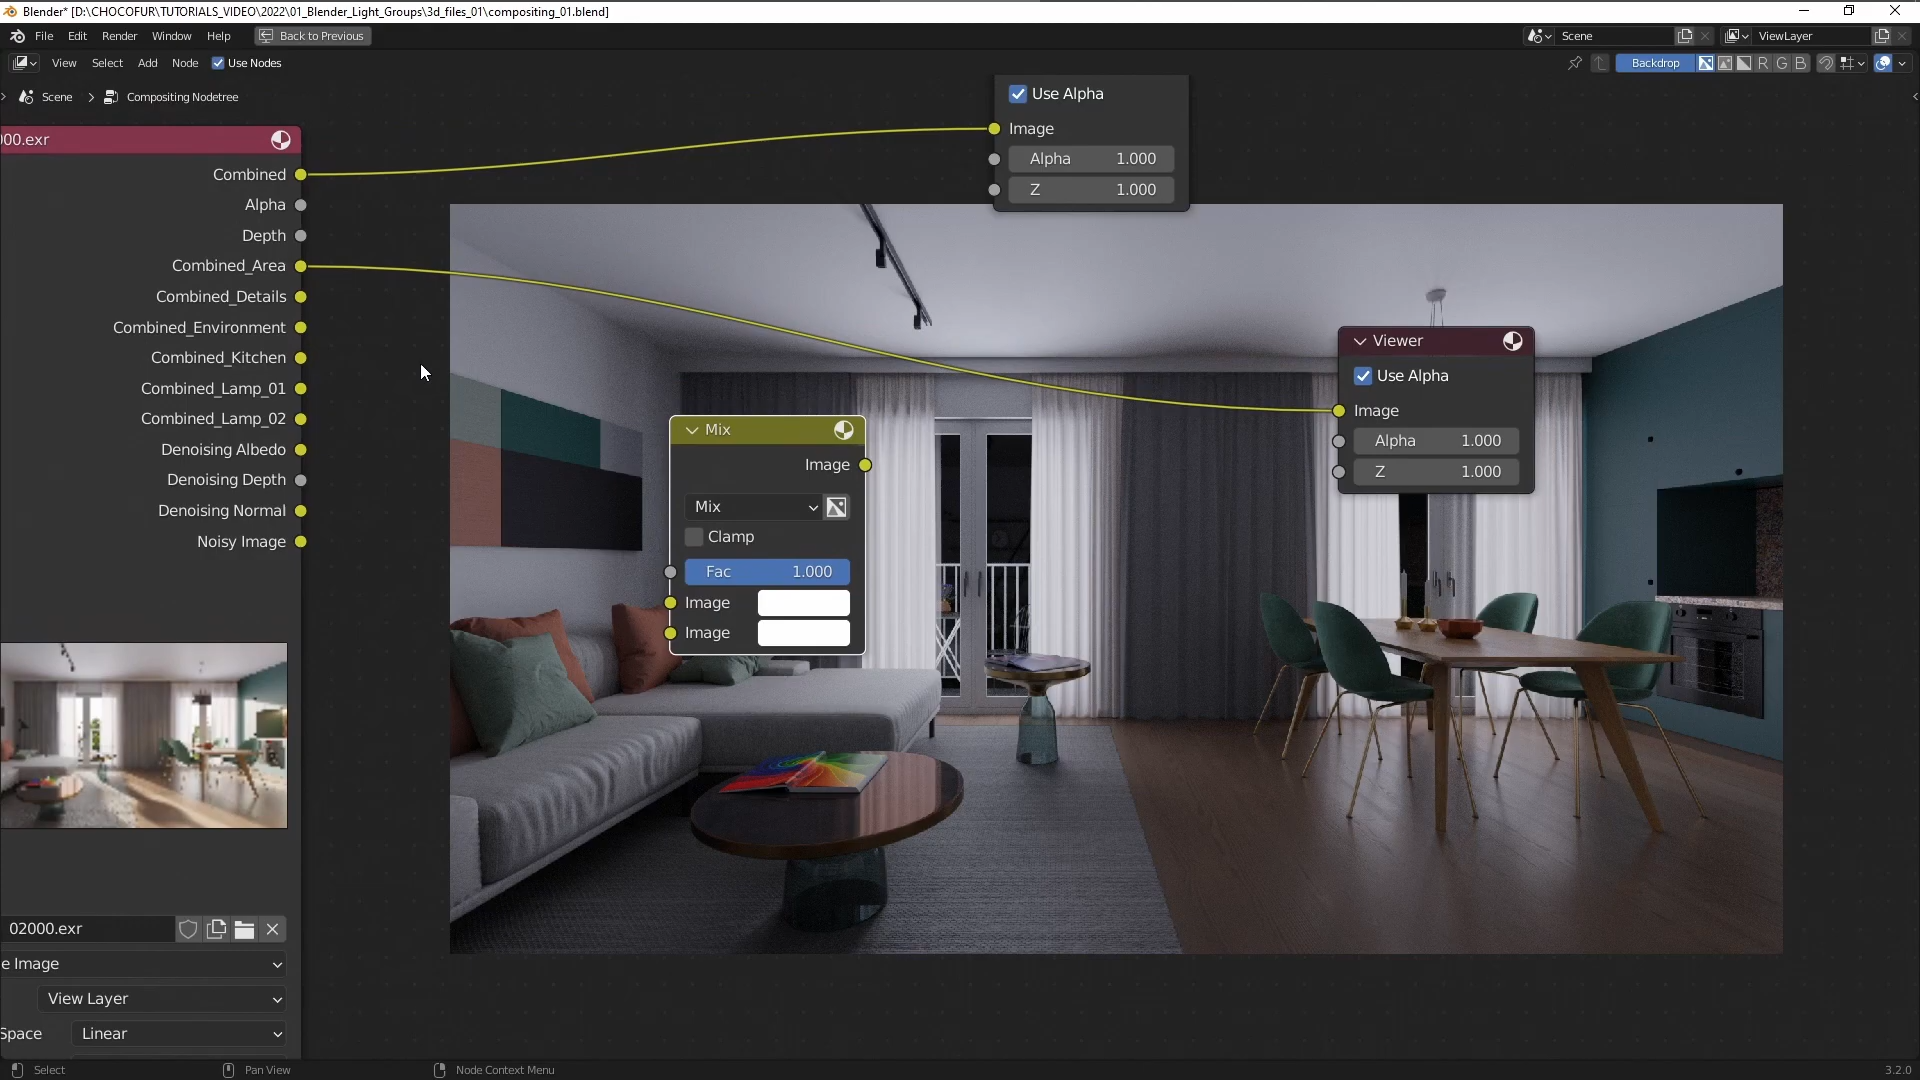 Blender* [D:\CHOCOFUR\TUTORIALS_VIDEO\2022\01_Blender_Light_Groups\3d_files_01\compositing_01.blend]
File Edit Render Window Help Back to Previous Scene ViewLayer
View Select Add Node Use Nodes Backdrop R G B
Scene Compositing Nodetree
000.exr
Combined
Alpha
Depth
Combined_Area
Combined_Details
Combined_Environment
Combined_Kitchen
Combined_Lamp_01
Combined_Lamp_02
Denoising Albedo
Denoising Depth
Denoising Normal
Noisy Image
02000.exr
e Image
View Layer
Space Linear
Use Alpha
Image
Alpha 1.000
Z 1.000
Mix
Image
Mix
Clamp
Fac 1.000
Image
Image
Viewer
Use Alpha
Image
Alpha 1.000
Z 1.000
Select Pan View Node Context Menu 3.2.0